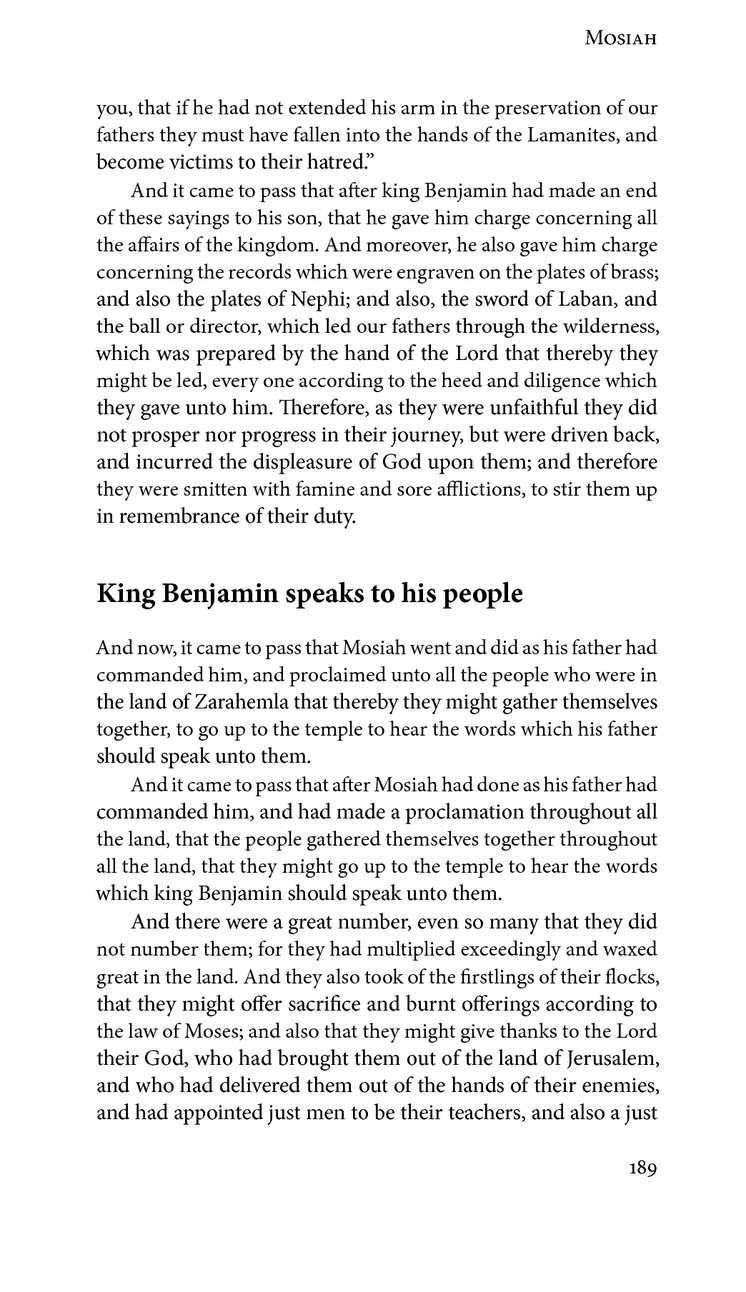 Mosiah
you, that if he had not extended his arm in the preservation of our
fathers they must have fallen into the hands of the Lamanites, and
become victims to their hatred.”
And it came to pass that after king Benjamin had made an end
of these sayings to his son, that he gave him charge concerning all
the affairs of the kingdom. And moreover, he also gave him charge
concerning the records which were engraven on the plates of brass;
and also the plates of Nephi; and also, the sword of Laban, and
the ball or director, which led our fathers through the wilderness,
which was prepared by the hand of the Lord that thereby they
might be led, every one according to the heed and diligence which
they gave unto him. Therefore, as they were unfaithful they did
not prosper nor progress in their journey, but were driven back,
and incurred the displeasure of God upon them; and therefore
they were smitten with famine and sore afflictions, to stir them up
in remembrance of their duty.
King Benjamin speaks to his people
And now, it came to pass that Mosiah went and did as his father had
commanded him, and proclaimed unto all the people who were in
the land of Zarahemla that thereby they might gather themselves
together, to go up to the temple to hear the words which his father
should speak unto them.
And it came to pass that after Mosiah had done as his father had
commanded him, and had made a proclamation throughout all
the land, that the people gathered themselves together throughout
all the land, that they might go up to the temple to hear the words
which king Benjamin should speak unto them.
And there were a great number, even so many that they did
not number them; for they had multiplied exceedingly and waxed
great in the land. And they also took of the firstlings of their flocks,
that they might offer sacrifice and burnt offerings according to
the law of Moses; and also that they might give thanks to the Lord
their God, who had brought them out of the land of Jerusalem,
and who had delivered them out of the hands of their enemies,
and had appointed just men to be their teachers, and also a just
189